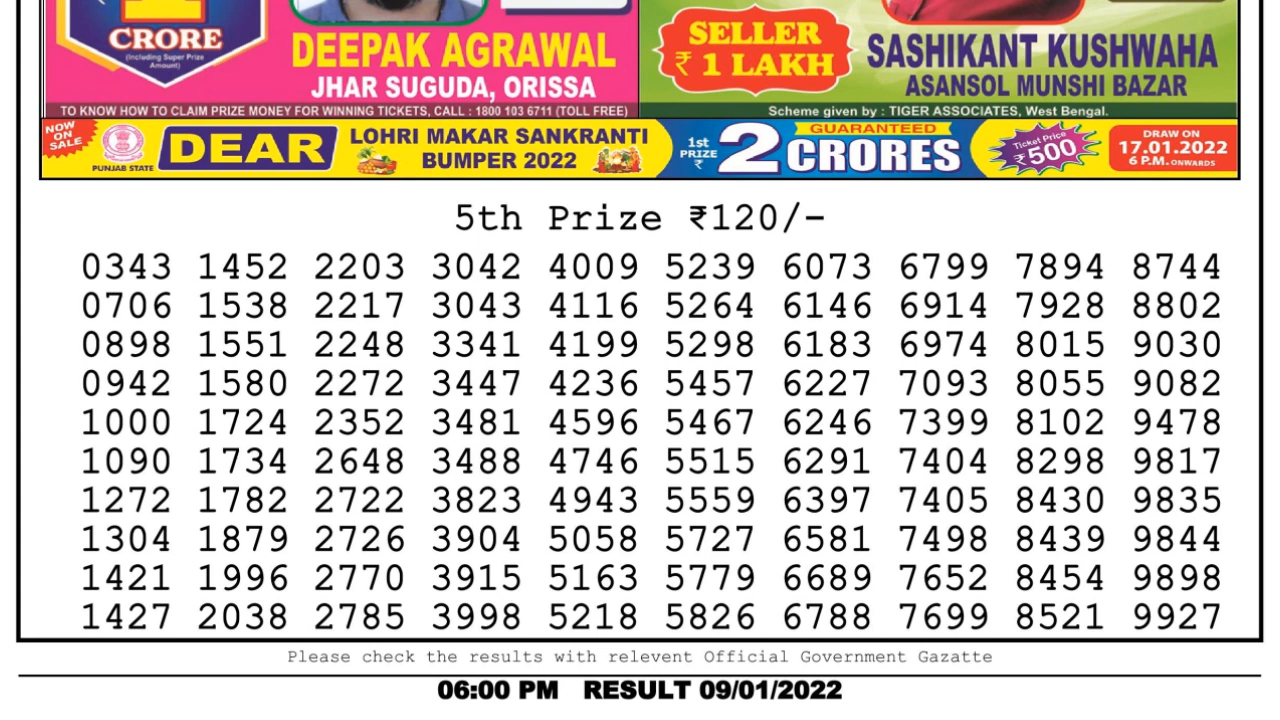 1
CRORE
(Including Super Prize
Amount)
DEEPAK AGRAWAL
JHAR SUGUDA, ORISSA
SELLER
₹ 1 LAKH
SASHIKANT KUSHWAHA
ASANSOL MUNSHI BAZAR
TO KNOW HOW TO CLAIM PRIZE MONEY FOR WINNING TICKETS, CALL : 1800 103 6711 (TOLL FREE)
Scheme given by : TIGER ASSOCIATES, West Bengal.
NOW
ON
SALE
PUNJAB STATE
DEAR
LOHRI MAKAR SANKRANTI
BUMPER 2022
1st
PRIZE
₹
2
GUARANTEED
CRORES
Ticket Price
₹500
DRAW ON
17.01.2022
6 P.M. ONWARDS
5th Prize ₹120/-
0343 1452 2203 3042 4009 5239 6073 6799 7894 8744
0706 1538 2217 3043 4116 5264 6146 6914 7928 8802
0898 1551 2248 3341 4199 5298 6183 6974 8015 9030
0942 1580 2272 3447 4236 5457 6227 7093 8055 9082
1000 1724 2352 3481 4596 5467 6246 7399 8102 9478
1090 1734 2648 3488 4746 5515 6291 7404 8298 9817
1272 1782 2722 3823 4943 5559 6397 7405 8430 9835
1304 1879 2726 3904 5058 5727 6581 7498 8439 9844
1421 1996 2770 3915 5163 5779 6689 7652 8454 9898
1427 2038 2785 3998 5218 5826 6788 7699 8521 9927
Please check the results with relevent Official Government Gazatte
06:00 PM RESULT 09/01/2022